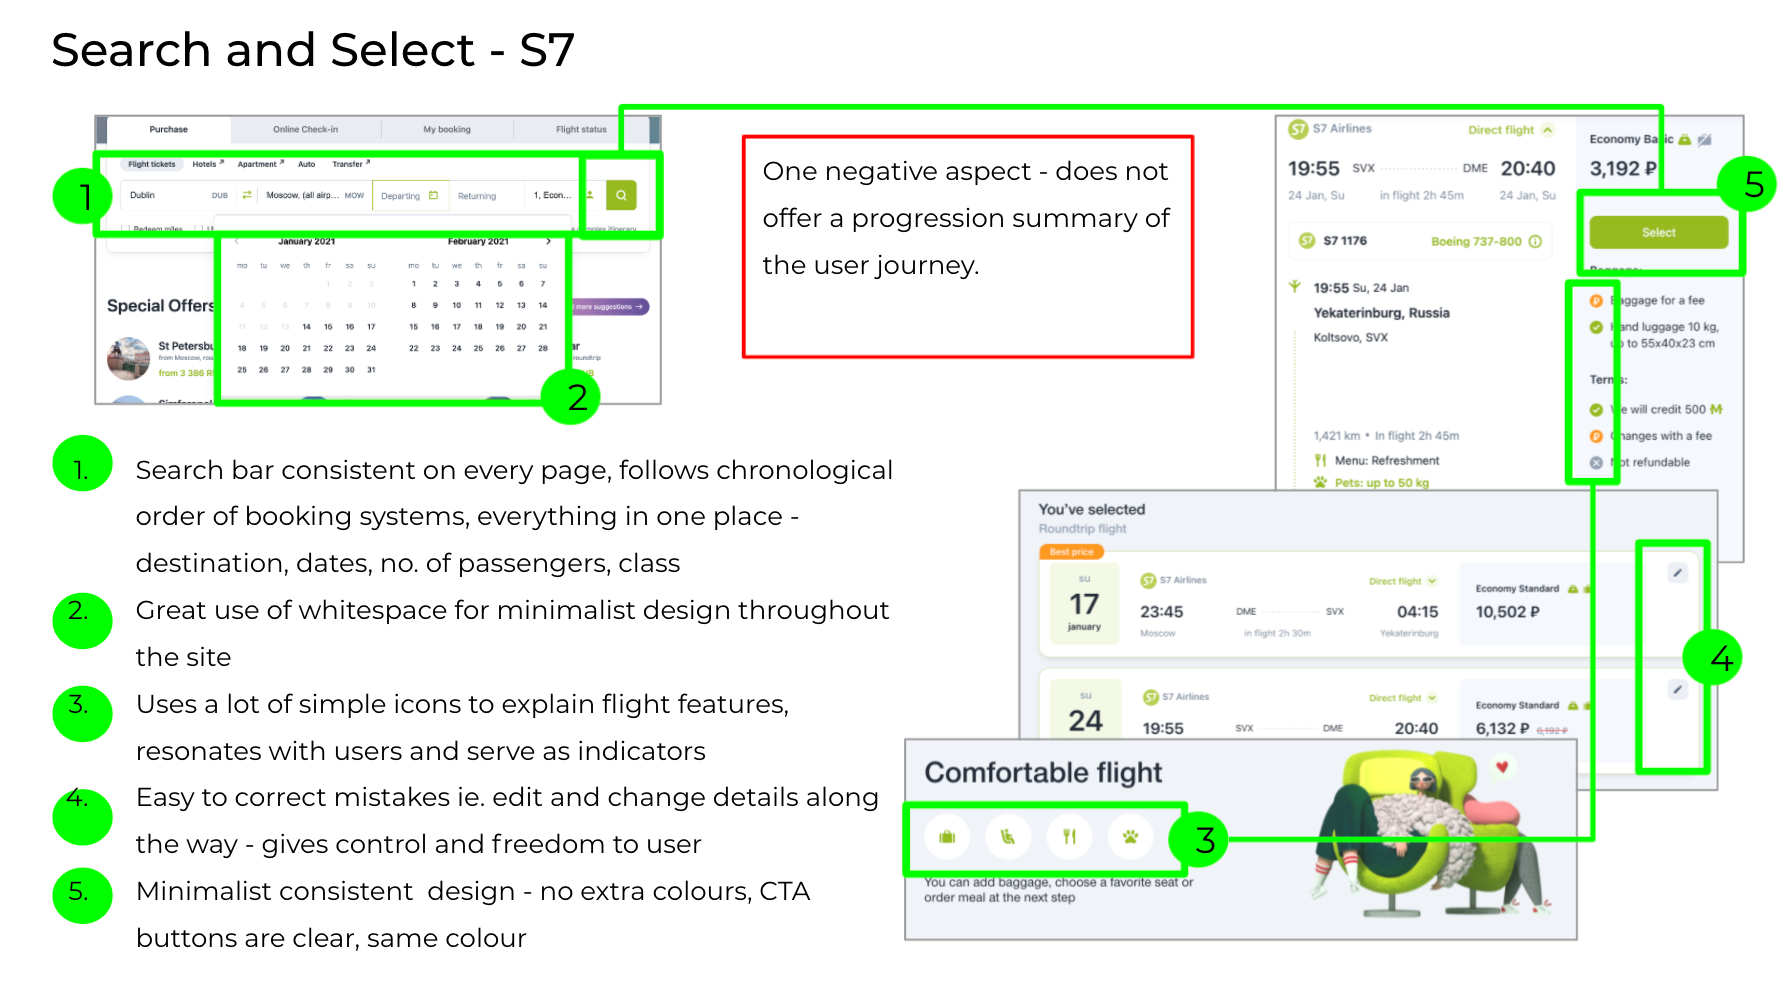 Search and Select - S7
Purchase
Online Check-in
My booking
Flight status
Flight tickets
Hotels
Apartment
Auto
Transfer
Dublin
DUB
Moscow, (all airp...
MOW
Departing
Returning
1, Econ...
Redeem miles
January 2021
February 2021
mo tu we th fr sa su
mo tu we th fr sa su
1 2 3
1 2 3 4 5 6 7
4 5 6 7 8 9 10
8 9 10 11 12 13 14
11 12 13 14 15 16 17
15 16 17 18 19 20 21
18 19 20 21 22 23 24
22 23 24 25 26 27 28
25 26 27 28 29 30 31
Special Offers
more suggestions →
St Petersbu
from Moscow, rou
from 3 386 R
roundtrip
1
2
One negative aspect - does not
offer a progression summary of
the user journey.
S7 Airlines
Direct flight
19:55 SVX DME 20:40
24 Jan, Su in flight 2h 45m 24 Jan, Su
S7 1176
Boeing 737-800
19:55 Su, 24 Jan
Yekaterinburg, Russia
Koltsovo, SVX
1,421 km • In flight 2h 45m
Menu: Refreshment
Pets: up to 50 kg
Economy Basic
3,192 ₽
5
Select
Baggage for a fee
Hand luggage 10 kg,
up to 55x40x23 cm
Terms:
We will credit 500
Changes with a fee
Not refundable
You've selected
Roundtrip flight
Best price
su
17
january
S7 Airlines
Direct flight
23:45 DME SVX 04:15
Moscow in flight 2h 30m Yekaterinburg
Economy Standard
10,502 ₽
su
24
S7 Airlines
Direct flight
19:55 SVX DME 20:40
Economy Standard
6,132 ₽ 6,192 ₽
4
Comfortable flight
3
You can add baggage, choose a favorite seat or
order meal at the next step
1. Search bar consistent on every page, follows chronological
order of booking systems, everything in one place -
destination, dates, no. of passengers, class
2. Great use of whitespace for minimalist design throughout
the site
3. Uses a lot of simple icons to explain flight features,
resonates with users and serve as indicators
4. Easy to correct mistakes ie. edit and change details along
the way - gives control and freedom to user
5. Minimalist consistent design - no extra colours, CTA
buttons are clear, same colour